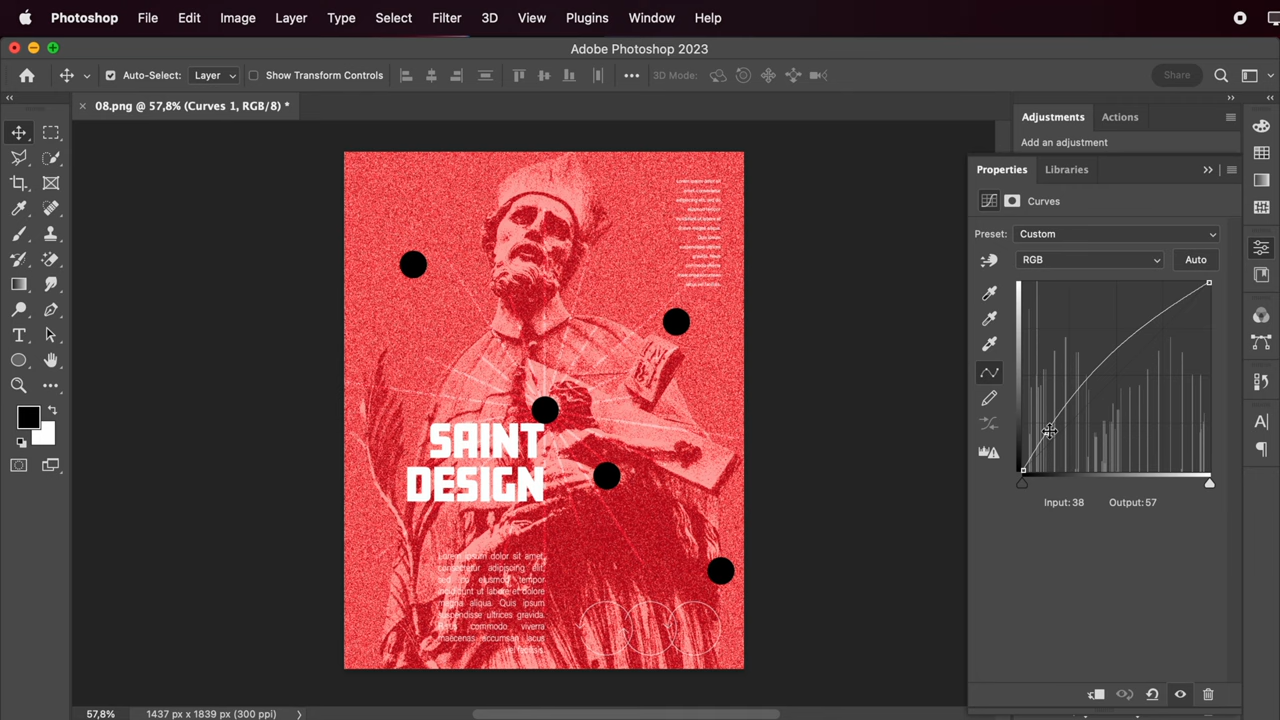 Photoshop File Edit Image Layer Type Select Filter 3D View Plugins Window Help
Adobe Photoshop 2023
Auto-Select: Layer Show Transform Controls 3D Mode: Share
08.png @ 57,8% (Curves 1, RGB/8) *
Adjustments Actions
Add an adjustment
Properties Libraries
Curves
Preset: Custom
RGB Auto
Input: 38 Output: 57
SAINT
DESIGN
Lorem ipsum dolor sit amet,
consectetur adipiscing elit,
sed do eiusmod tempor
incididunt ut labore et dolore
magna aliqua. Quis ipsum
suspendisse ultrices gravida.
Risus commodo viverra
maecenas accumsan lacus
vel facilisis.
57,8% 1437 px x 1839 px (300 ppi)